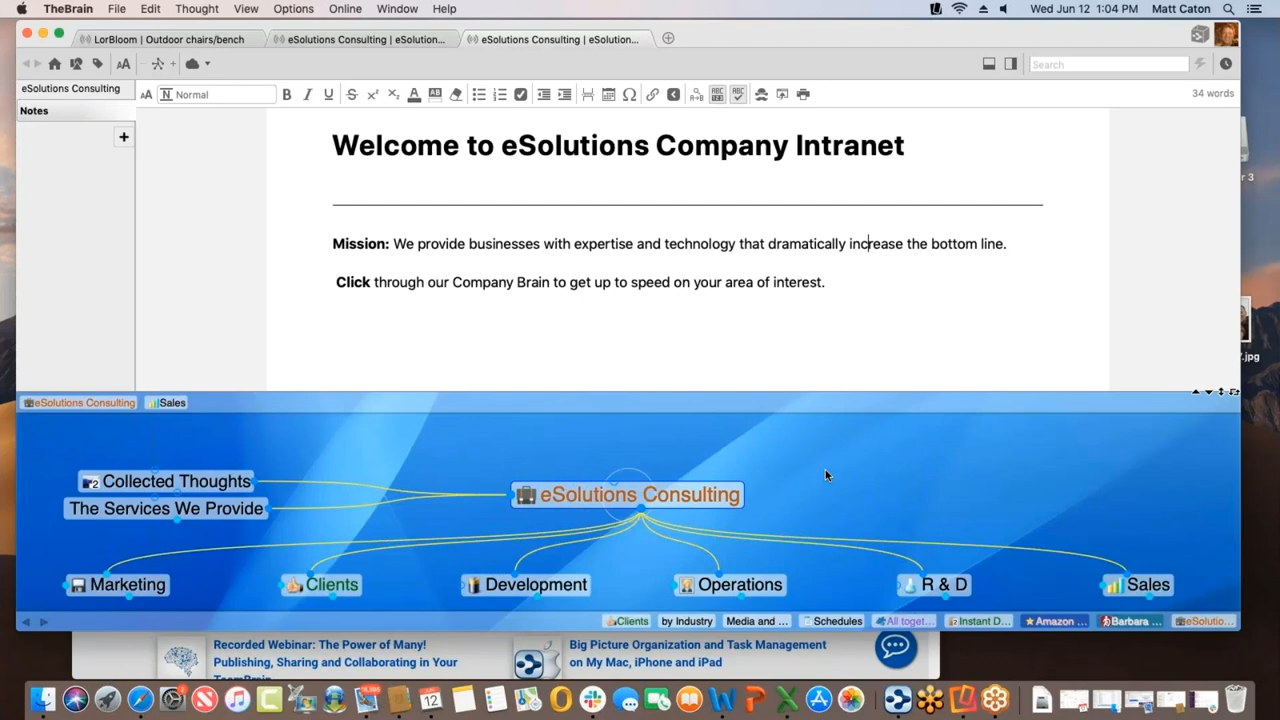 TheBrain File Edit Thought View Options Online Window Help Wed Jun 12 1:04 PM Matt Caton
LorBloom | Outdoor chairs/bench eSolutions Consulting | eSolution... eSolutions Consulting | eSolution...
Search
eSolutions Consulting
Normal B I U 34 words
Notes
Welcome to eSolutions Company Intranet
Mission: We provide businesses with expertise and technology that dramatically increase the bottom line.
Click through our Company Brain to get up to speed on your area of interest.
eSolutions Consulting Sales
Collected Thoughts
eSolutions Consulting
The Services We Provide
Marketing Clients Development Operations R & D Sales
Clients by Industry Media and ... Schedules All toget... Instant D... Amazon ... Barbara ... eSolutio...
Recorded Webinar: The Power of Many!
Publishing, Sharing and Collaborating in Your
TeamBrain
Big Picture Organization and Task Management
on My Mac, iPhone and iPad